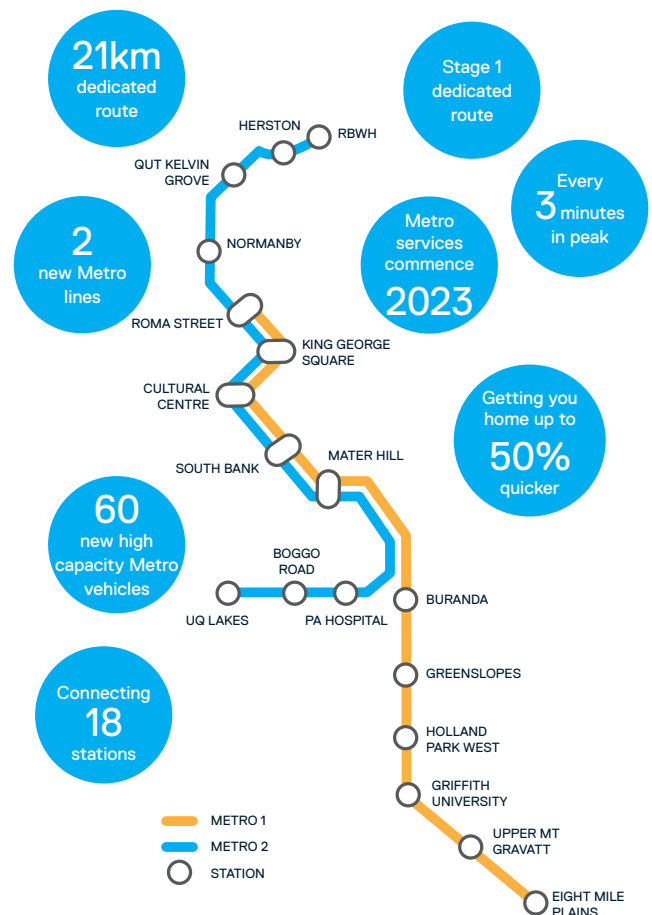 21km
dedicated
route
Stage 1
dedicated
route
HERSTON
RBWH
QUT KELVIN
GROVE
Every
3 minutes
in peak
2
new Metro
lines
NORMANBY
Metro
services
commence
2023
ROMA STREET
KING GEORGE
SQUARE
CULTURAL
CENTRE
Getting you
home up to
50%
quicker
SOUTH BANK
MATER HILL
60
new high
capacity Metro
vehicles
BOGGO
ROAD
UQ LAKES
PA HOSPITAL
BURANDA
GREENSLOPES
Connecting
18
stations
HOLLAND
PARK WEST
GRIFFITH
UNIVERSITY
METRO 1
METRO 2
STATION
UPPER MT
GRAVATT
EIGHT MILE
PLAINS